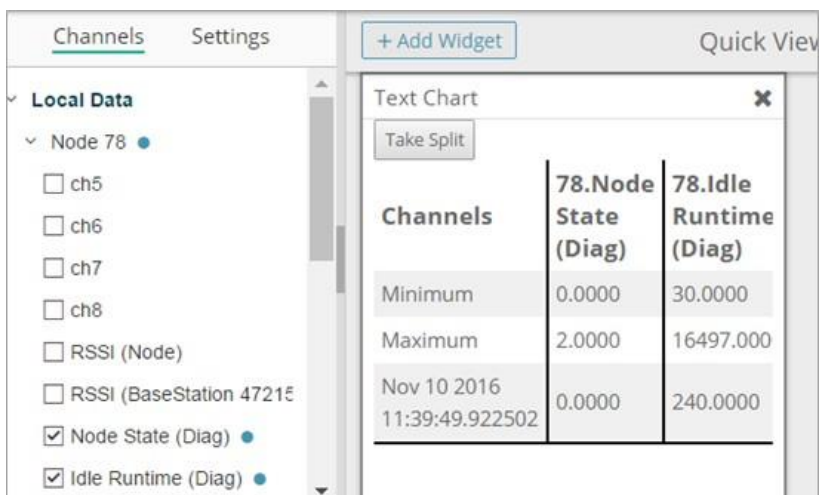 Channels Settings
Local Data
Node 78
ch5
ch6
ch7
ch8
RSSI (Node)
RSSI (BaseStation 47215
Node State (Diag)
Idle Runtime (Diag)
+ Add Widget
Quick View
Text Chart
Take Split
Channels 78.Node State (Diag) 78.Idle Runtime (Diag)
Minimum 0.0000 30.0000
Maximum 2.0000 16497.000
Nov 10 2016 11:39:49.922502 0.0000 240.0000